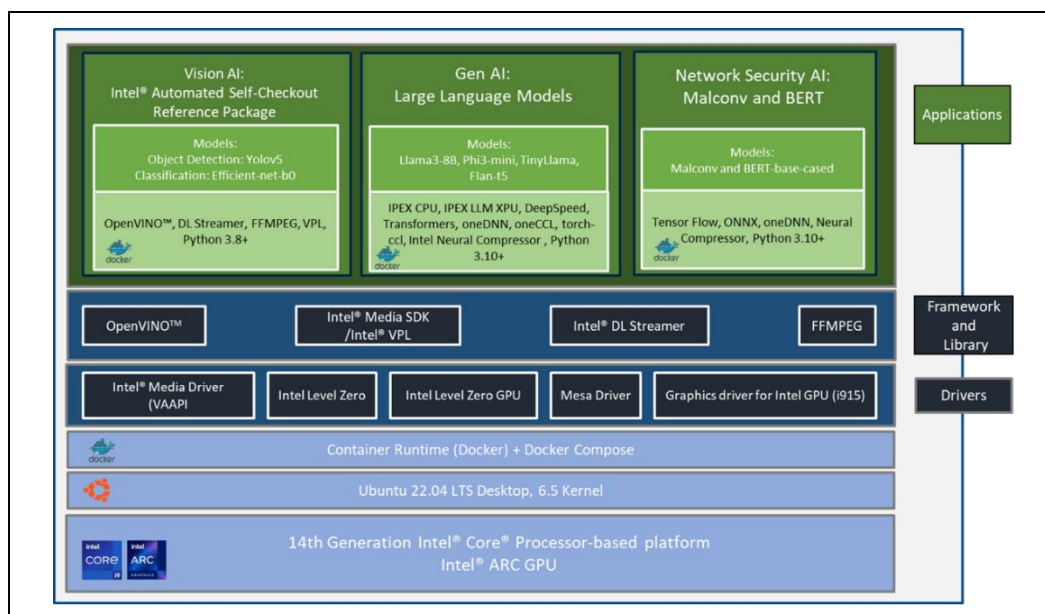 Vision AI:
Intel® Automated Self-Checkout
Reference Package
Models:
Object Detection: Yolov5
Classification: Efficient-net-b0
OpenVINO™, DL Streamer, FFMPEG, VPL,
Python 3.8+
docker
Gen AI:
Large Language Models
Models:
Llama3-8B, Phi3-mini, TinyLlama,
Flan-t5
IPEX CPU, IPEX LLM XPU, DeepSpeed,
Transformers, oneDNN, oneCCL, torch-
ccl, Intel Neural Compressor , Python
3.10+
docker
Network Security AI:
Malconv and BERT
Models:
Malconv and BERT-base-cased
Tensor Flow, ONNX, oneDNN, Neural
Compressor, Python 3.10+
docker
Applications
OpenVINO™
Intel® Media SDK
/Intel® VPL
Intel® DL Streamer
FFMPEG
Framework
and
Library
Intel® Media Driver
(VAAPI
Intel Level Zero
Intel Level Zero GPU
Mesa Driver
Graphics driver for Intel GPU (i915)
Drivers
docker
Container Runtime (Docker) + Docker Compose
Ubuntu 22.04 LTS Desktop, 6.5 Kernel
intel
CORE
i9
intel
ARC
GRAPHICS
14th Generation Intel® Core® Processor-based platform
Intel® ARC GPU